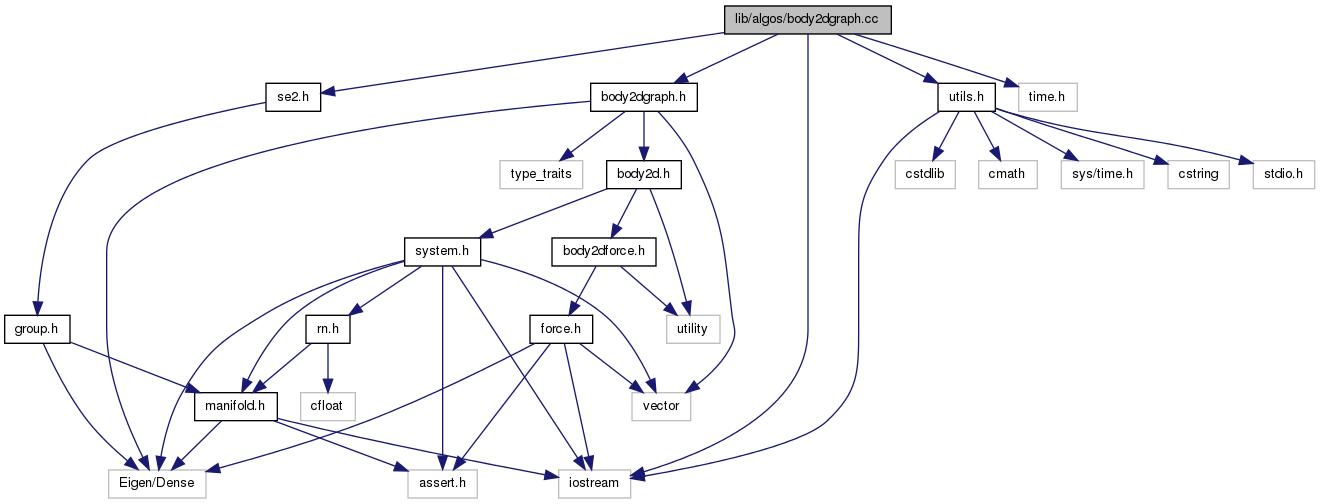 lib/algos/body2dgraph.cc
se2.h
body2dgraph.h
utils.h
time.h
type_traits
body2d.h
cstdlib
cmath
sys/time.h
cstring
stdio.h
system.h
body2dforce.h
group.h
rn.h
force.h
utility
manifold.h
cfloat
vector
Eigen/Dense
assert.h
iostream